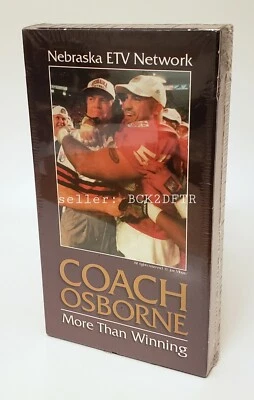 Nebraska ETV Network
seller: BCK2DFTR
COACH
OSBORNE
More Than Winning